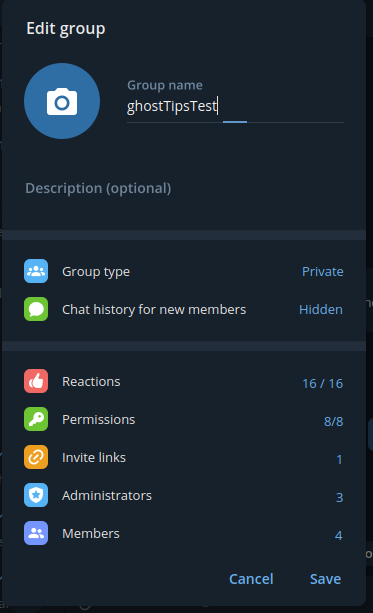 Edit group
Group name
ghostTipsTest
Description (optional)
Group type Private
Chat history for new members Hidden
Reactions 16 / 16
Permissions 8/8
Invite links 1
Administrators 3
Members 4
Cancel Save